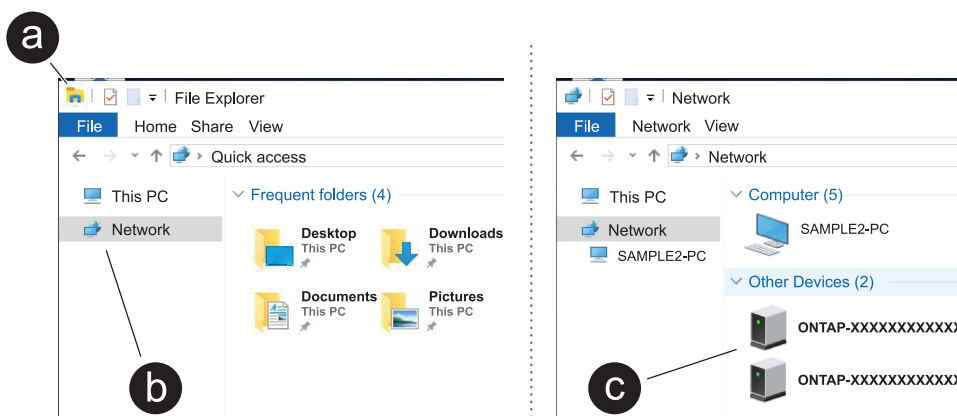 a
File Explorer
File Home Share View
Quick access
This PC
Network
Frequent folders (4)
Desktop
This PC
Downloads
This PC
Documents
This PC
Pictures
This PC
b
Network
File Network View
Network
This PC
Network
SAMPLE2-PC
Computer (5)
SAMPLE2-PC
Other Devices (2)
ONTAP-XXXXXXXXXXXX
ONTAP-XXXXXXXXXXXX
c